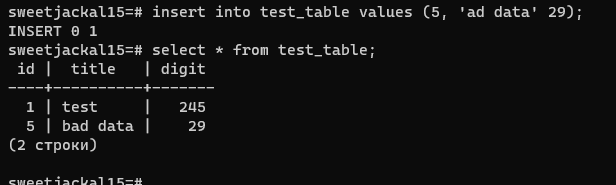 sweetjackal15=# insert into test_table values (5, 'ad data' 29);
INSERT 0 1
sweetjackal15=# select * from test_table;
 id |  title   | digit
----+----------+-------
  1 | test     |   245
  5 | bad data |    29
(2 строки)

sweetjackal15=#